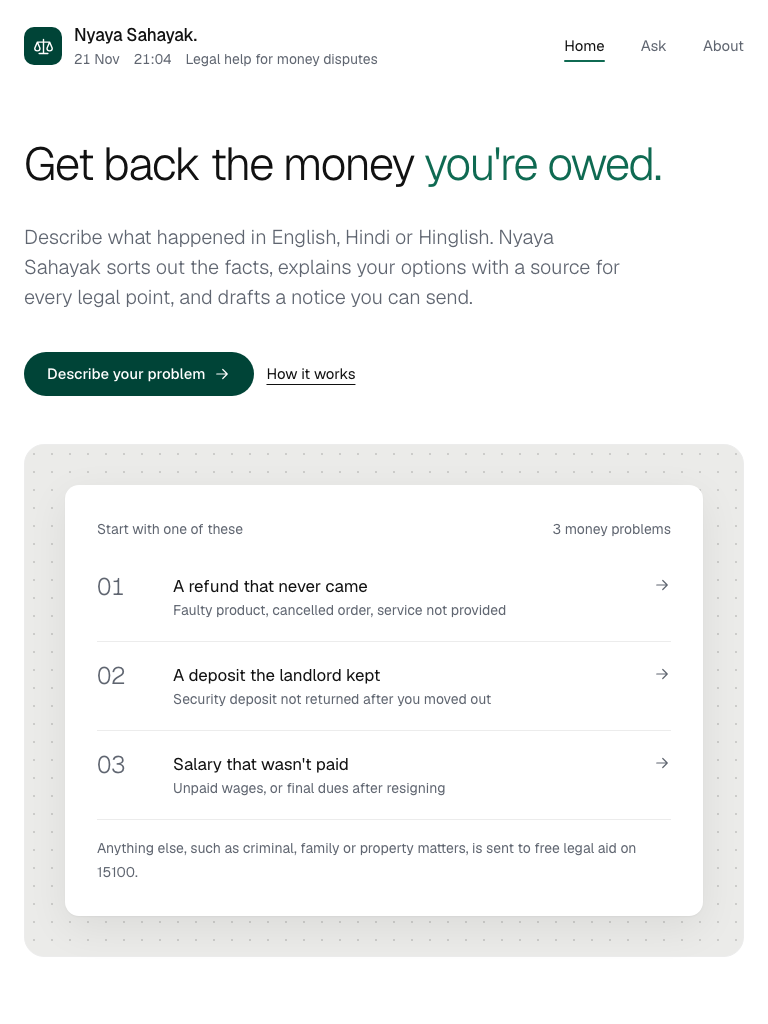 Nyaya Sahayak.
21 Nov 21:04 Legal help for money disputes
Home Ask About
Get back the money you're owed.
Describe what happened in English, Hindi or Hinglish. Nyaya
Sahayak sorts out the facts, explains your options with a source for
every legal point, and drafts a notice you can send.
Describe your problem → How it works
Start with one of these 3 money problems
01 A refund that never came →
Faulty product, cancelled order, service not provided
02 A deposit the landlord kept →
Security deposit not returned after you moved out
03 Salary that wasn't paid →
Unpaid wages, or final dues after resigning
Anything else, such as criminal, family or property matters, is sent to free legal aid on
15100.